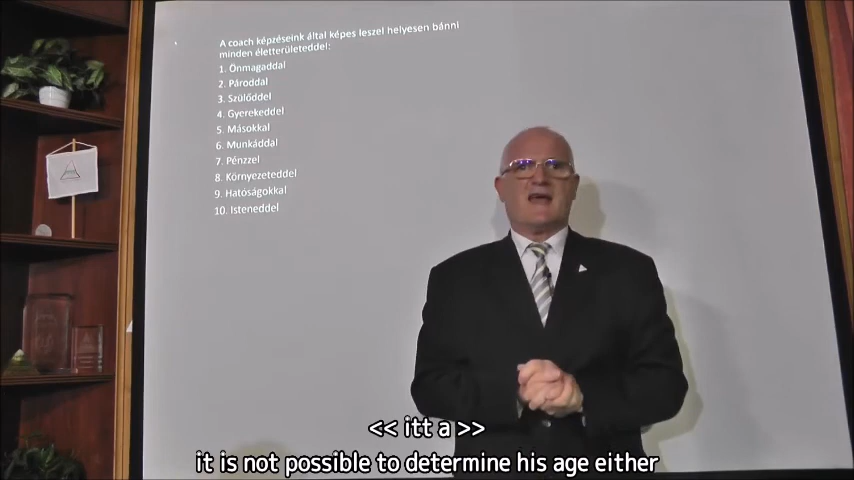 A coach képzéseink által képes leszel helyesen bánni
minden életterületeddel:
1. Önmagaddal
2. Pároddal
3. Szülőddel
4. Gyerekeddel
5. Másokkal
6. Munkáddal
7. Pénzzel
8. Környezeteddel
9. Hatóságokkal
10. Isteneddel
<< itt a >>
it is not possible to determine his age either